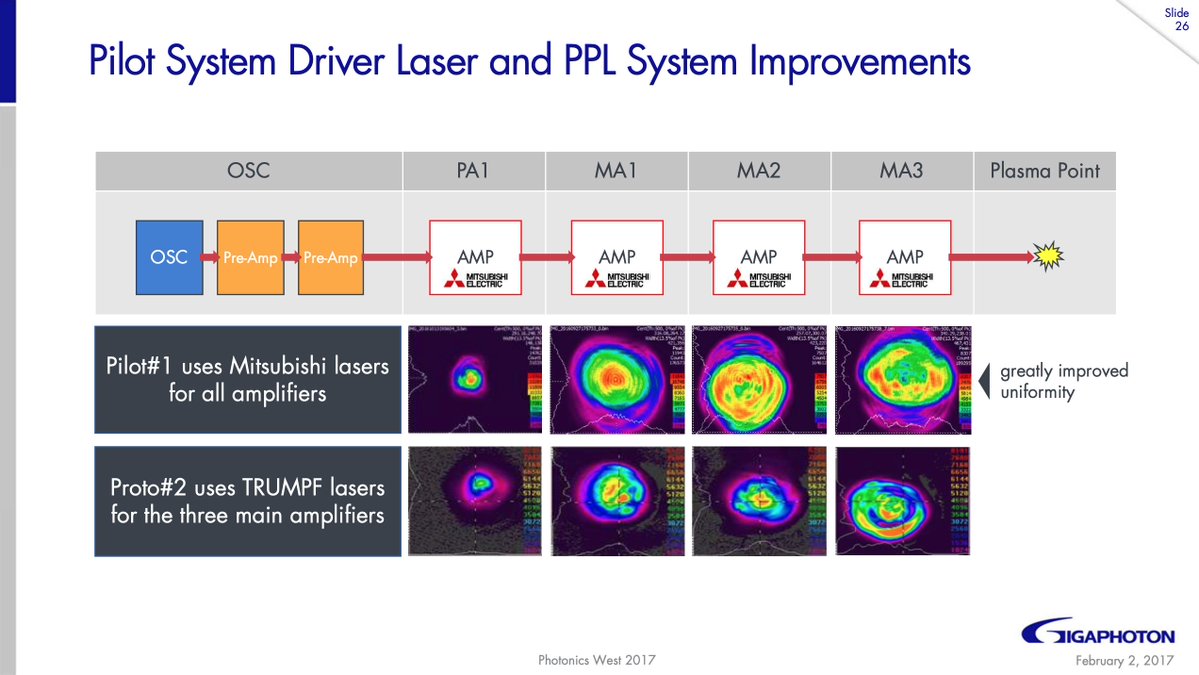 Slide
26
Pilot System Driver Laser and PPL System Improvements
OSC
PA1
MA1
MA2
MA3
Plasma Point
OSC
Pre-Amp
Pre-Amp
AMP
MITSUBISHI
ELECTRIC
AMP
MITSUBISHI
ELECTRIC
AMP
MITSUBISHI
ELECTRIC
AMP
MITSUBISHI
ELECTRIC
Pilot#1 uses Mitsubishi lasers
for all amplifiers
greatly improved
uniformity
Proto#2 uses TRUMPF lasers
for the three main amplifiers
GIGAPHOTON
Photonics West 2017
February 2, 2017